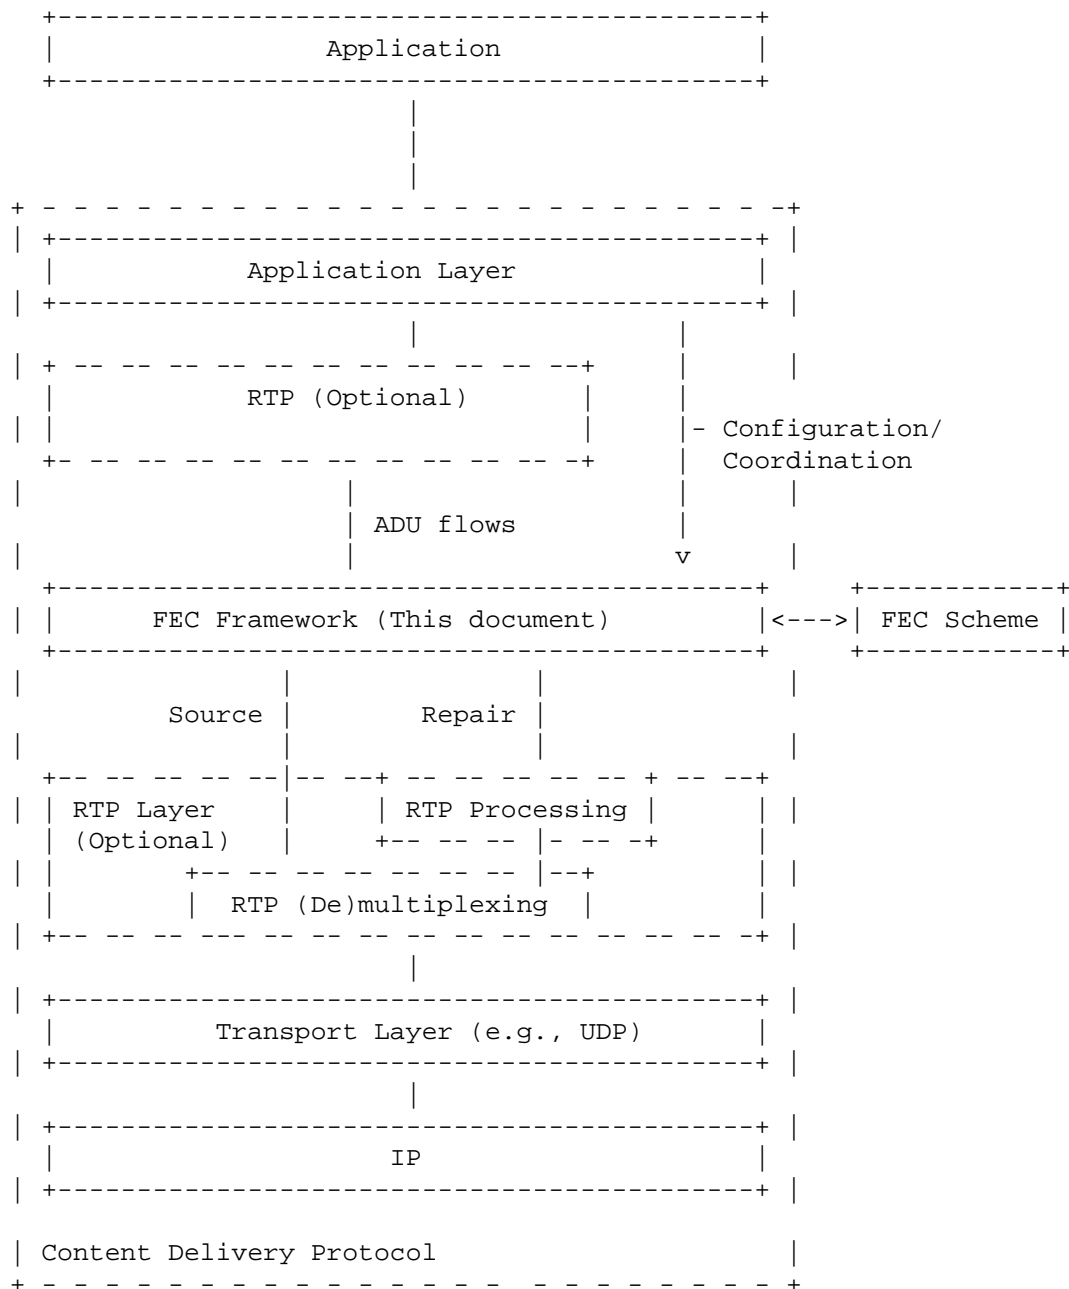 Application
Application Layer
RTP (Optional)
Configuration/
Coordination
ADU flows
v
FEC Framework (This document) <---> FEC Scheme
Source Repair
RTP Layer RTP Processing
(Optional)
RTP (De)multiplexing
Transport Layer (e.g., UDP)
IP
Content Delivery Protocol